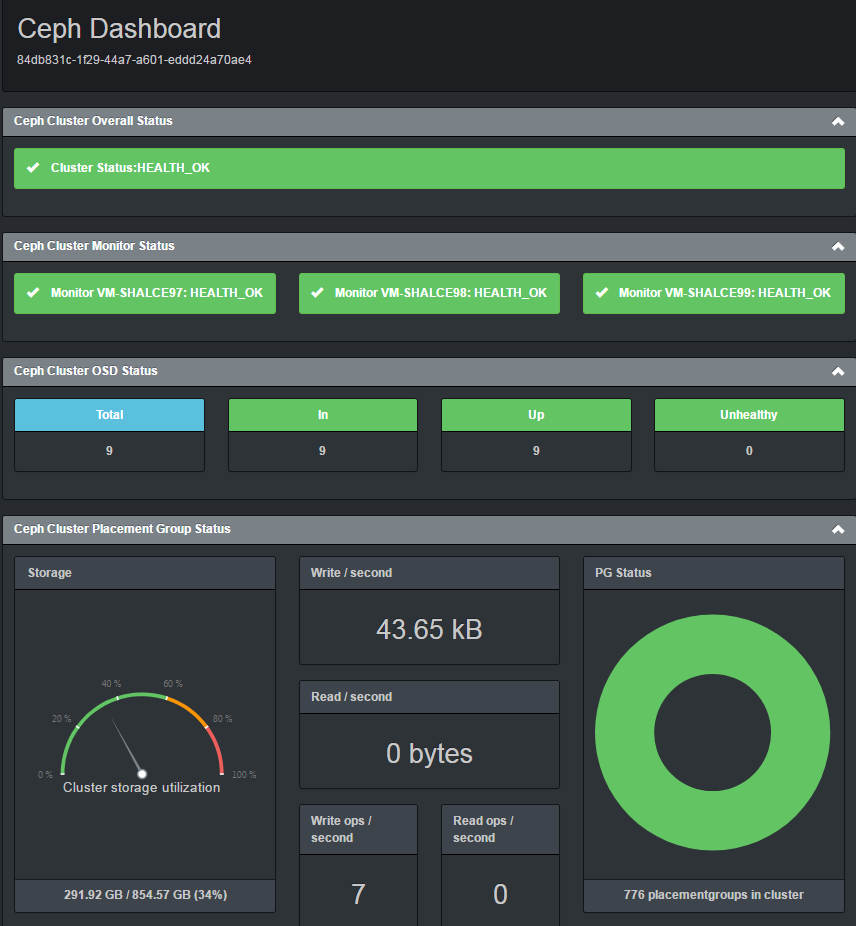 Ceph Dashboard
84db831c-1f29-44a7-a601-eddd24a70ae4
Ceph Cluster Overall Status
Cluster Status:HEALTH_OK
Ceph Cluster Monitor Status
Monitor VM-SHALCE97: HEALTH_OK
Monitor VM-SHALCE98: HEALTH_OK
Monitor VM-SHALCE99: HEALTH_OK
Ceph Cluster OSD Status
Total
9
In
9
Up
9
Unhealthy
0
Ceph Cluster Placement Group Status
Storage
0 %
20 %
40 %
60 %
80 %
100 %
Cluster storage utilization
291.92 GB / 854.57 GB (34%)
Write / second
43.65 kB
Read / second
0 bytes
Write ops /
second
7
Read ops /
second
0
PG Status
776 placementgroups in cluster